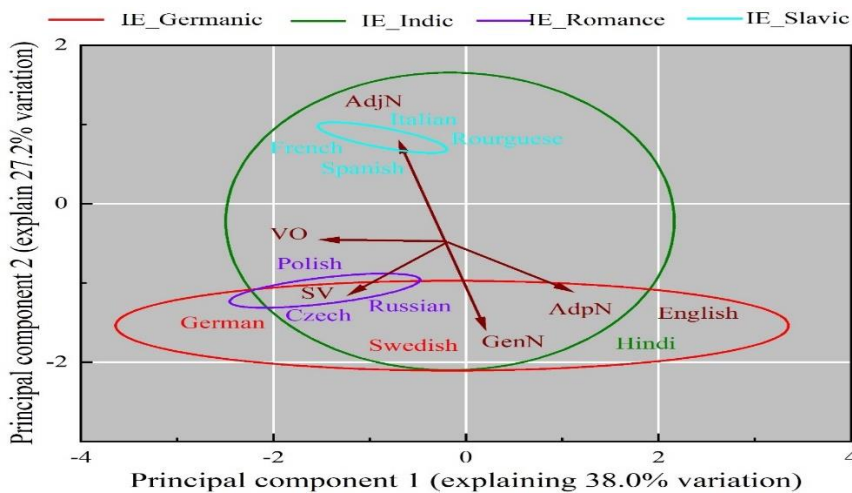 IE_Germanic IE_Indic IE_Romance IE_Slavic
2
AdjN
Italian
French Rourguese
Spanish
0
VO
Polish
SV
Russian
Czech
AdpN
English
German
Swedish GenN Hindi
-2
-4 -2 0 2 4
Principal component 1 (explaining 38.0% variation)
Principal component 2 (explain 27.2% variation)